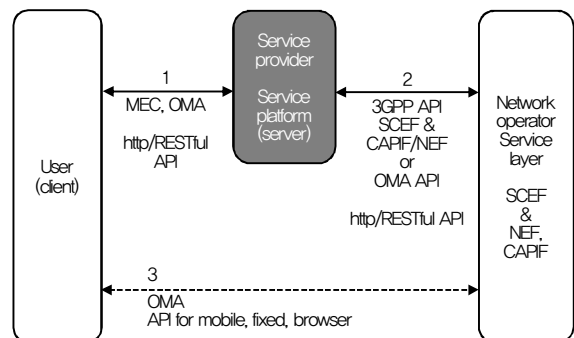 User
(client)
1
MEC, OMA
http/RESTful
API
Service
provider
Service
platform
(server)
2
3GPP API
SCEF &
CAPIF/NEF
or
OMA API
http/RESTful API
Network
operator
Service
layer
SCEF
&
NEF,
CAPIF
3
OMA
API for mobile, fixed, browser